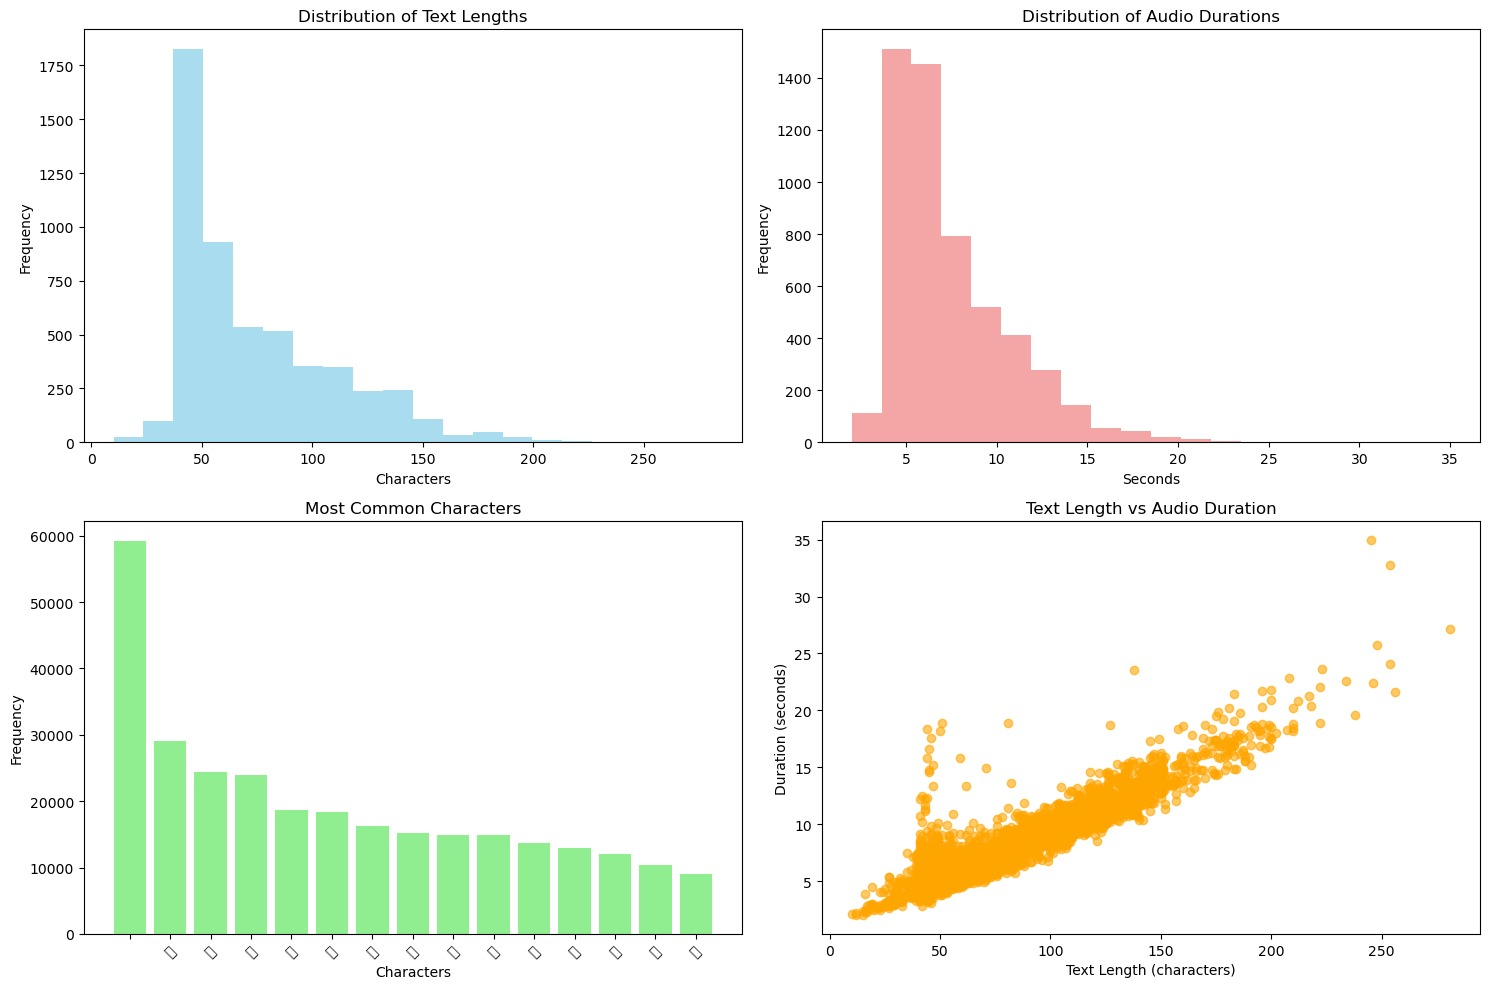 Distribution of Text Lengths
1750
1500
1250
1000
750
500
250
0
Frequency
0 50 100 150 200 250
Characters
Distribution of Audio Durations
1400
1200
1000
800
600
400
200
0
Frequency
5 10 15 20 25 30 35
Seconds
Most Common Characters
60000
50000
40000
30000
20000
10000
0
Frequency
Characters
Text Length vs Audio Duration
35
30
25
20
15
10
5
Duration (seconds)
0 50 100 150 200 250
Text Length (characters)